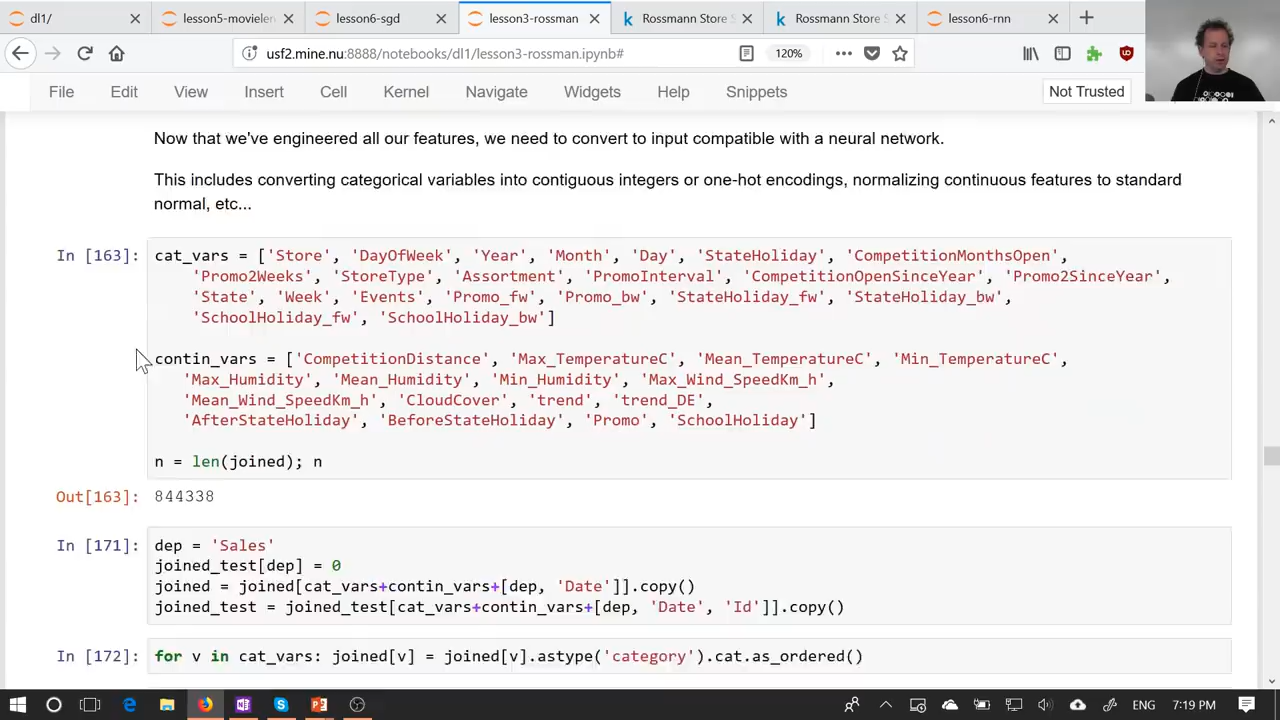 dl1/
lesson5-movielen
lesson6-sgd
lesson3-rossman
Rossmann Store S
Rossmann Store S
lesson6-rnn
usf2.mine.nu:8888/notebooks/dl1/lesson3-rossman.ipynb#
120%
File Edit View Insert Cell Kernel Navigate Widgets Help Snippets
Not Trusted
Now that we've engineered all our features, we need to convert to input compatible with a neural network.
This includes converting categorical variables into contiguous integers or one-hot encodings, normalizing continuous features to standard
normal, etc...
In [163]: cat_vars = ['Store', 'DayOfWeek', 'Year', 'Month', 'Day', 'StateHoliday', 'CompetitionMonthsOpen',
'Promo2Weeks', 'StoreType', 'Assortment', 'PromoInterval', 'CompetitionOpenSinceYear', 'Promo2SinceYear',
'State', 'Week', 'Events', 'Promo_fw', 'Promo_bw', 'StateHoliday_fw', 'StateHoliday_bw',
'SchoolHoliday_fw', 'SchoolHoliday_bw']
contin_vars = ['CompetitionDistance', 'Max_TemperatureC', 'Mean_TemperatureC', 'Min_TemperatureC',
'Max_Humidity', 'Mean_Humidity', 'Min_Humidity', 'Max_Wind_SpeedKm_h',
'Mean_Wind_SpeedKm_h', 'CloudCover', 'trend', 'trend_DE',
'AfterStateHoliday', 'BeforeStateHoliday', 'Promo', 'SchoolHoliday']
n = len(joined); n
Out[163]: 844338
In [171]: dep = 'Sales'
joined_test[dep] = 0
joined = joined[cat_vars+contin_vars+[dep, 'Date']].copy()
joined_test = joined_test[cat_vars+contin_vars+[dep, 'Date', 'Id']].copy()
In [172]: for v in cat_vars: joined[v] = joined[v].astype('category').cat.as_ordered()
ENG 7:19 PM